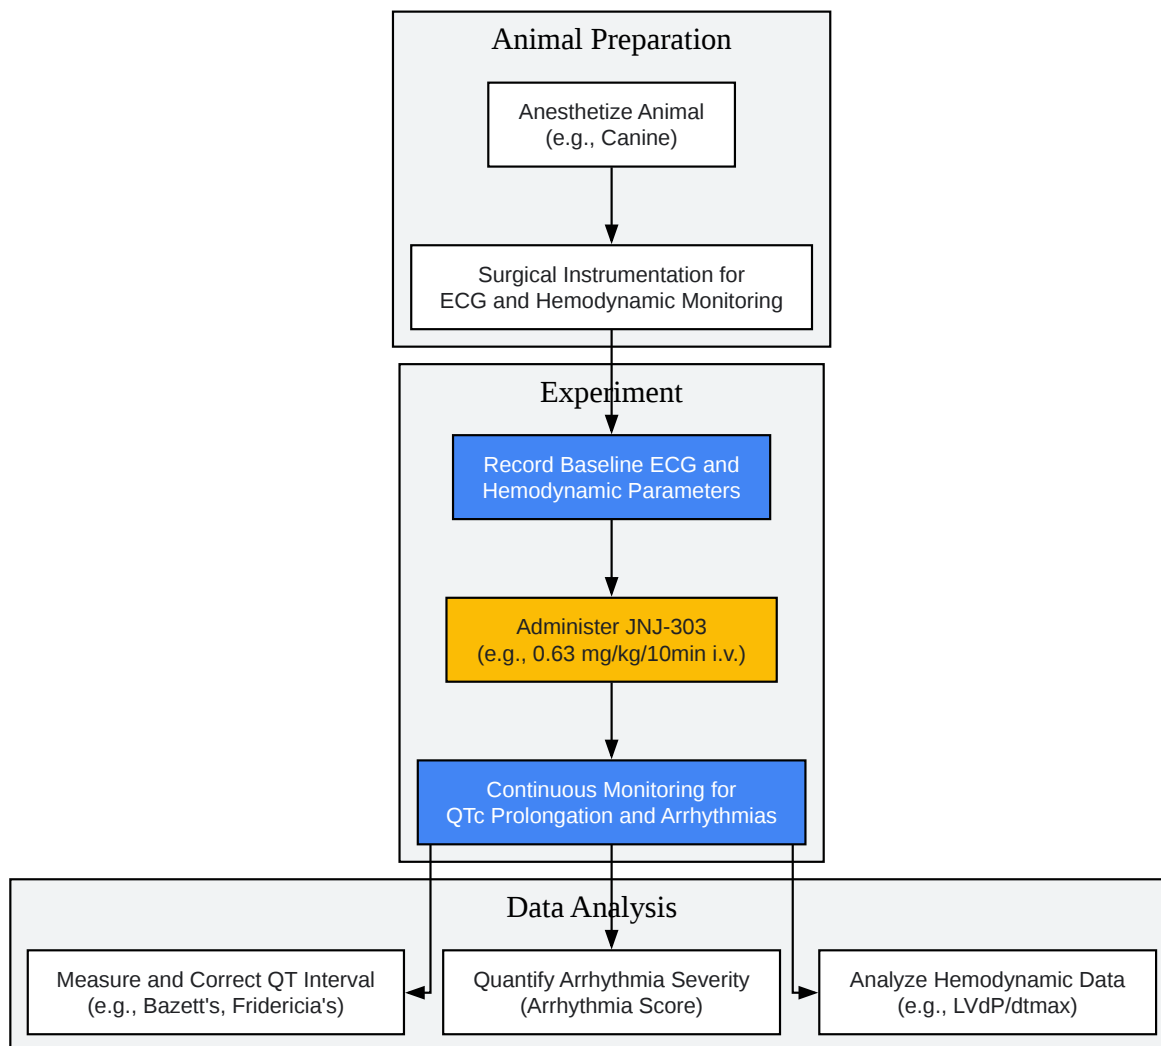 Animal Preparation
Anesthetize Animal
(e.g., Canine)
Surgical Instrumentation for
ECG and Hemodynamic Monitoring
Experiment
Record Baseline ECG and
Hemodynamic Parameters
Administer JNJ-303
(e.g., 0.63 mg/kg/10min i.v.)
Continuous Monitoring for
QTc Prolongation and Arrhythmias
Data Analysis
Measure and Correct QT Interval
(e.g., Bazett's, Fridericia's)
Quantify Arrhythmia Severity
(Arrhythmia Score)
Analyze Hemodynamic Data
(e.g., LVdP/dtmax)